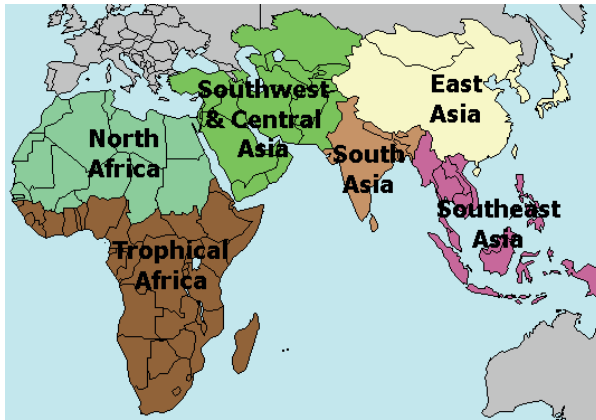 Southwest
& Central
Asia
East
Asia
North
Africa
South
Asia
Southeast
Asia
Trophical
Africa